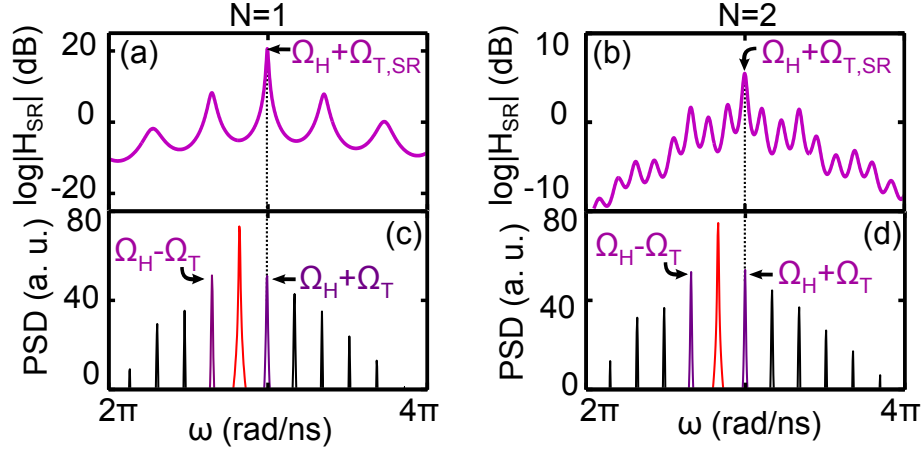 N=1
(a)
20
0
-20
log|H_SR| (dB)
Ω_H+Ω_T,SR
(c)
80
40
0
PSD (a. u.)
Ω_H-Ω_T
Ω_H+Ω_T
2π
4π
ω (rad/ns)
N=2
(b)
10
0
-10
log|H_SR| (dB)
Ω_H+Ω_T,SR
(d)
80
40
0
PSD (a. u.)
Ω_H-Ω_T
Ω_H+Ω_T
2π
4π
ω (rad/ns)